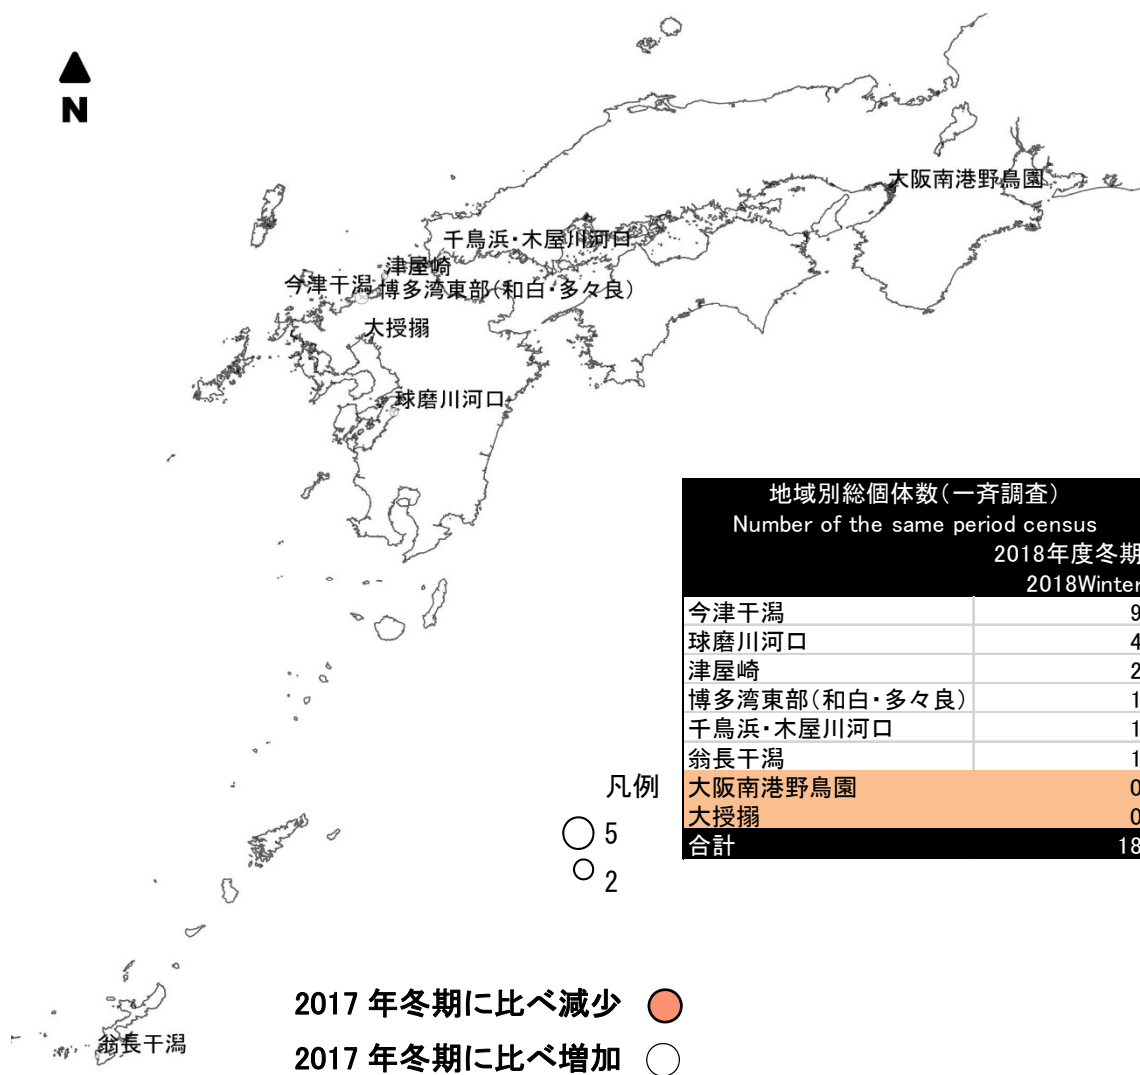 N
大阪南港野鳥園
千鳥浜・木屋川河口
津屋崎
今津干潟
博多湾東部(和白・多々良)
大授搦
球磨川河口
地域別総個体数(一斉調査)
Number of the same period census
2018年度冬期
2018Winter
今津干潟 9
球磨川河口 4
津屋崎 2
博多湾東部(和白・多々良) 1
千鳥浜・木屋川河口 1
翁長干潟 1
大阪南港野鳥園 0
大授搦 0
合計 18
凡例
5
2
2017 年冬期に比べ減少
2017 年冬期に比べ増加
翁長干潟